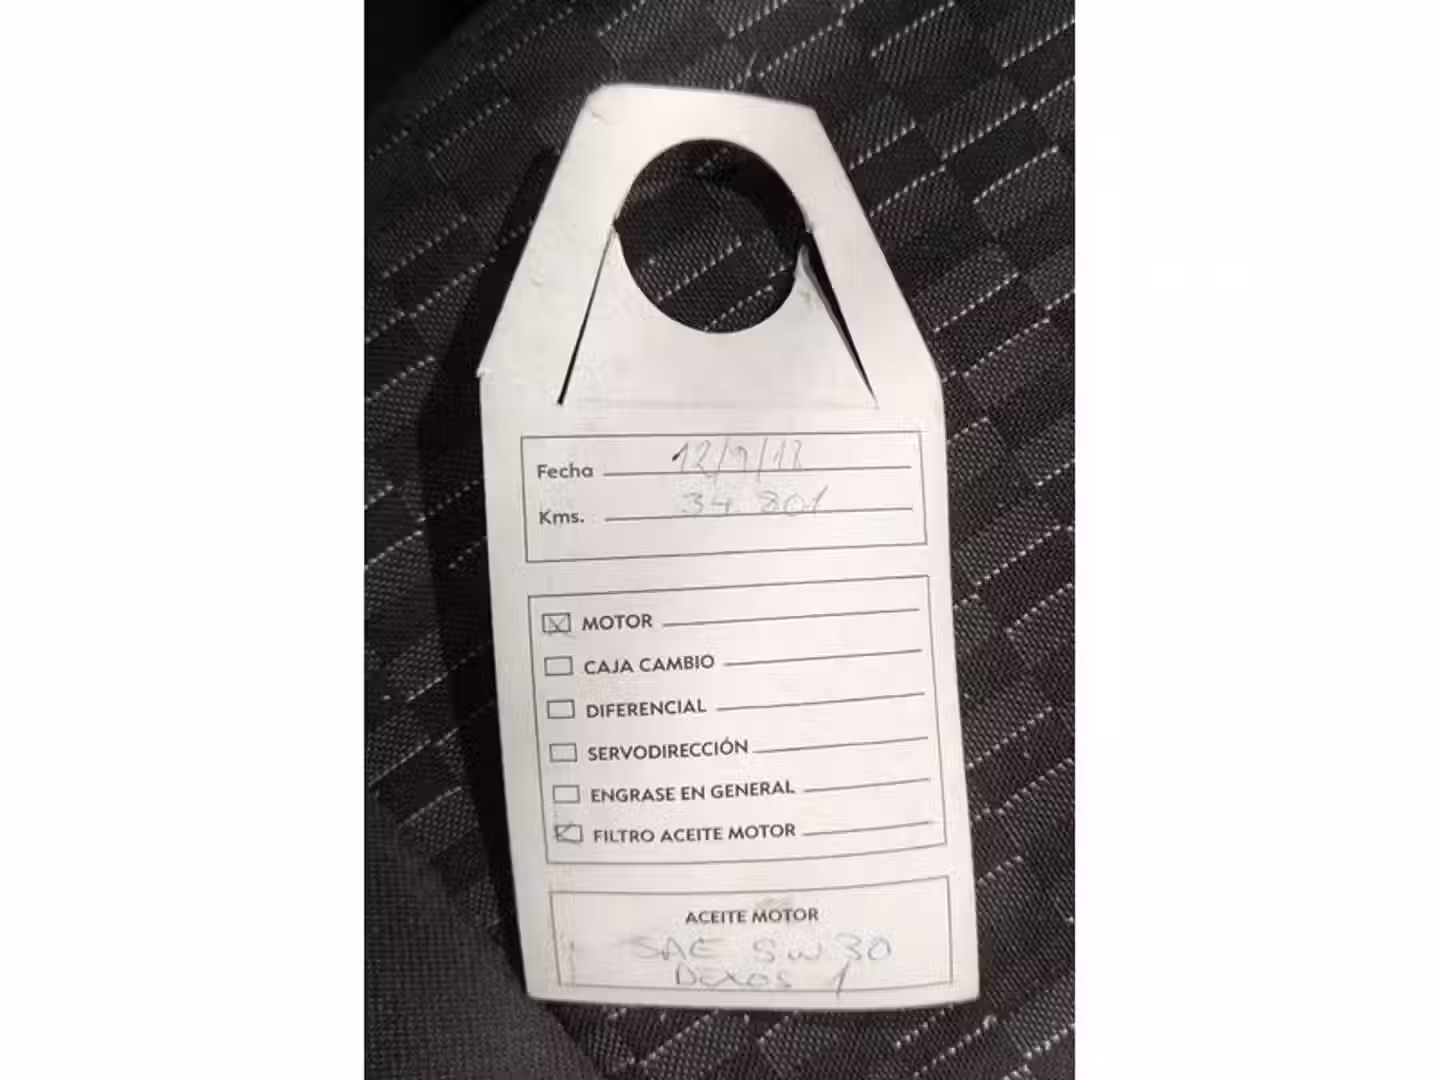 Fecha 12/9/18
Kms. 34.801
MOTOR
CAJA CAMBIO
DIFERENCIAL
SERVODIRECCIÓN
ENGRASE EN GENERAL
FILTRO ACEITE MOTOR
ACEITE MOTOR
SAE 5w30
Dexos 1